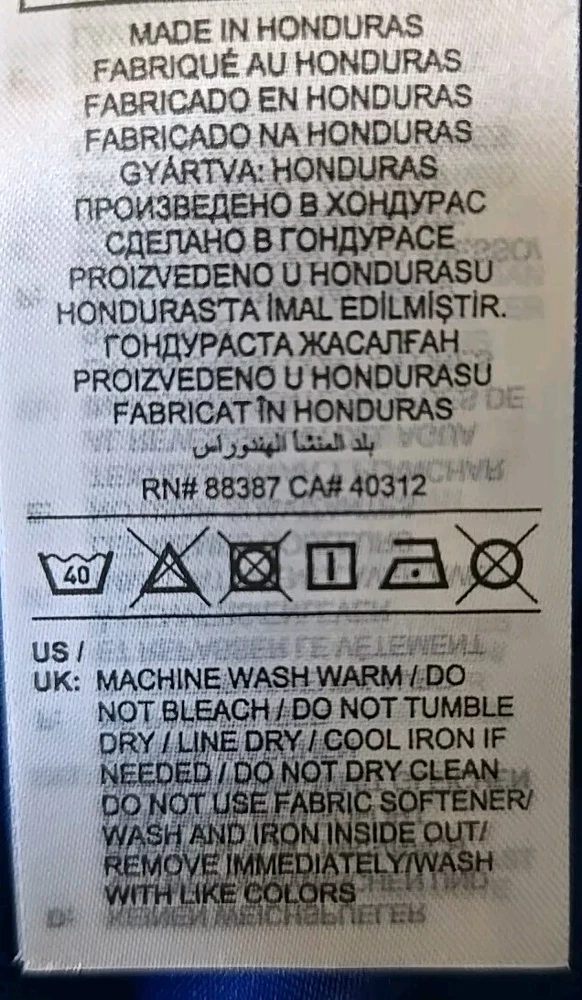 MADE IN HONDURAS
FABRIQUÉ AU HONDURAS
FABRICADO EN HONDURAS
FABRICADO NA HONDURAS
GYÁRTVA: HONDURAS
ПРОИЗВЕДЕНО В ХОНДУРАС
СДЕЛАНО В ГОНДУРАСЕ
PROIZVEDENO U HONDURASU
HONDURAS'TA İMAL EDİLMİŞTİR.
ГОНДУРАСТА ЖАСАЛҒАН
PROIZVEDENO U HONDURASU
FABRICAT ÎN HONDURAS
بلد المنشأ الهندوراس
RN# 88387 CA# 40312
40
US /
UK: MACHINE WASH WARM / DO
NOT BLEACH / DO NOT TUMBLE
DRY / LINE DRY / COOL IRON IF
NEEDED / DO NOT DRY CLEAN
DO NOT USE FABRIC SOFTENER/
WASH AND IRON INSIDE OUT/
REMOVE IMMEDIATELY/WASH
WITH LIKE COLORS